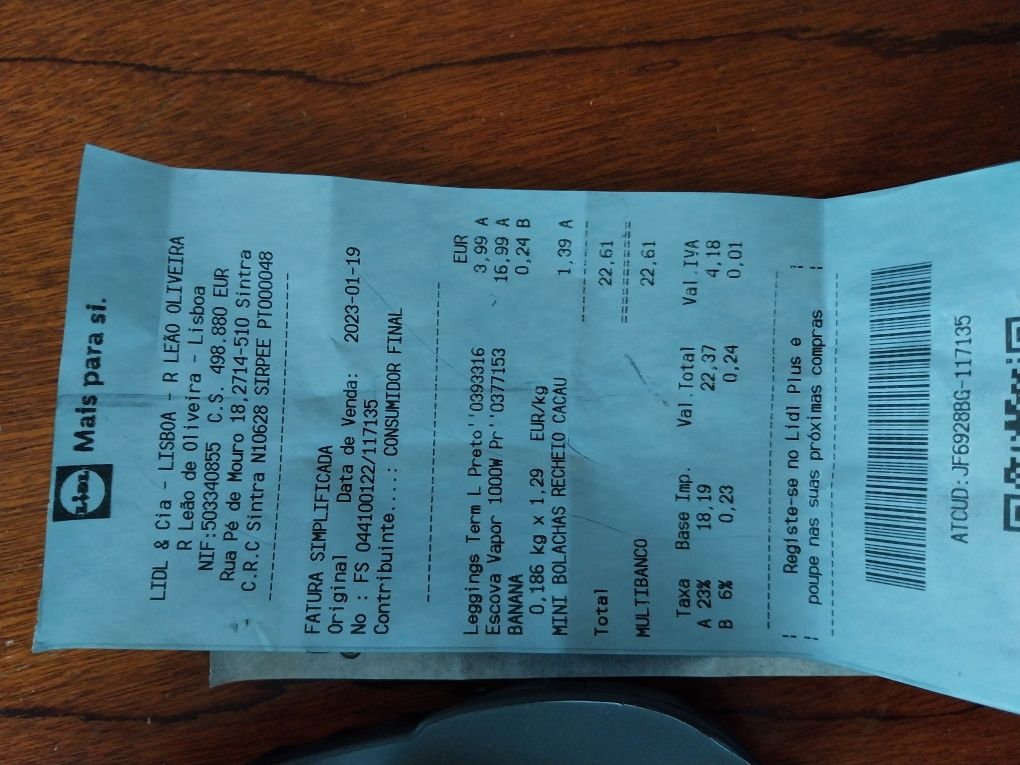 LIDL
Mais para si.
LIDL & Cia - LISBOA - R LEÃO OLIVEIRA
R Leão de Oliveira - Lisboa
NIF:503340855 C.S. 498.880 EUR
Rua Pé de Mouro 18,2714-510 Sintra
C.R.C/ Sintra N10628 SIRPEE PT000048
FATURA SIMPLIFICADA
Original Data de Venda: 2023-01-19
No : FS 044100122/117135
Contribuinte....: CONSUMIDOR FINAL
EUR
Leggings Term L Preto''0393316 3,99 A
Escova Vapor 1000W/Pr''0377153 16,99 A
BANANA 0,24 B
0,186 kg x 1,29 EUR/kg
MINI BOLACHAS RECHEIO CACAU 1,39 A
Total 22,61
MULTIBANCO 22,61
Taxa Base Imp. Val.Total Val.IVA
A 23% 18,19 22,37 4,18
B 6% 0,23 0,24 0,01
Registe-se no Lidl Plus e
poupe nas suas próximas compras
ATCUD:JF6928BG-117135